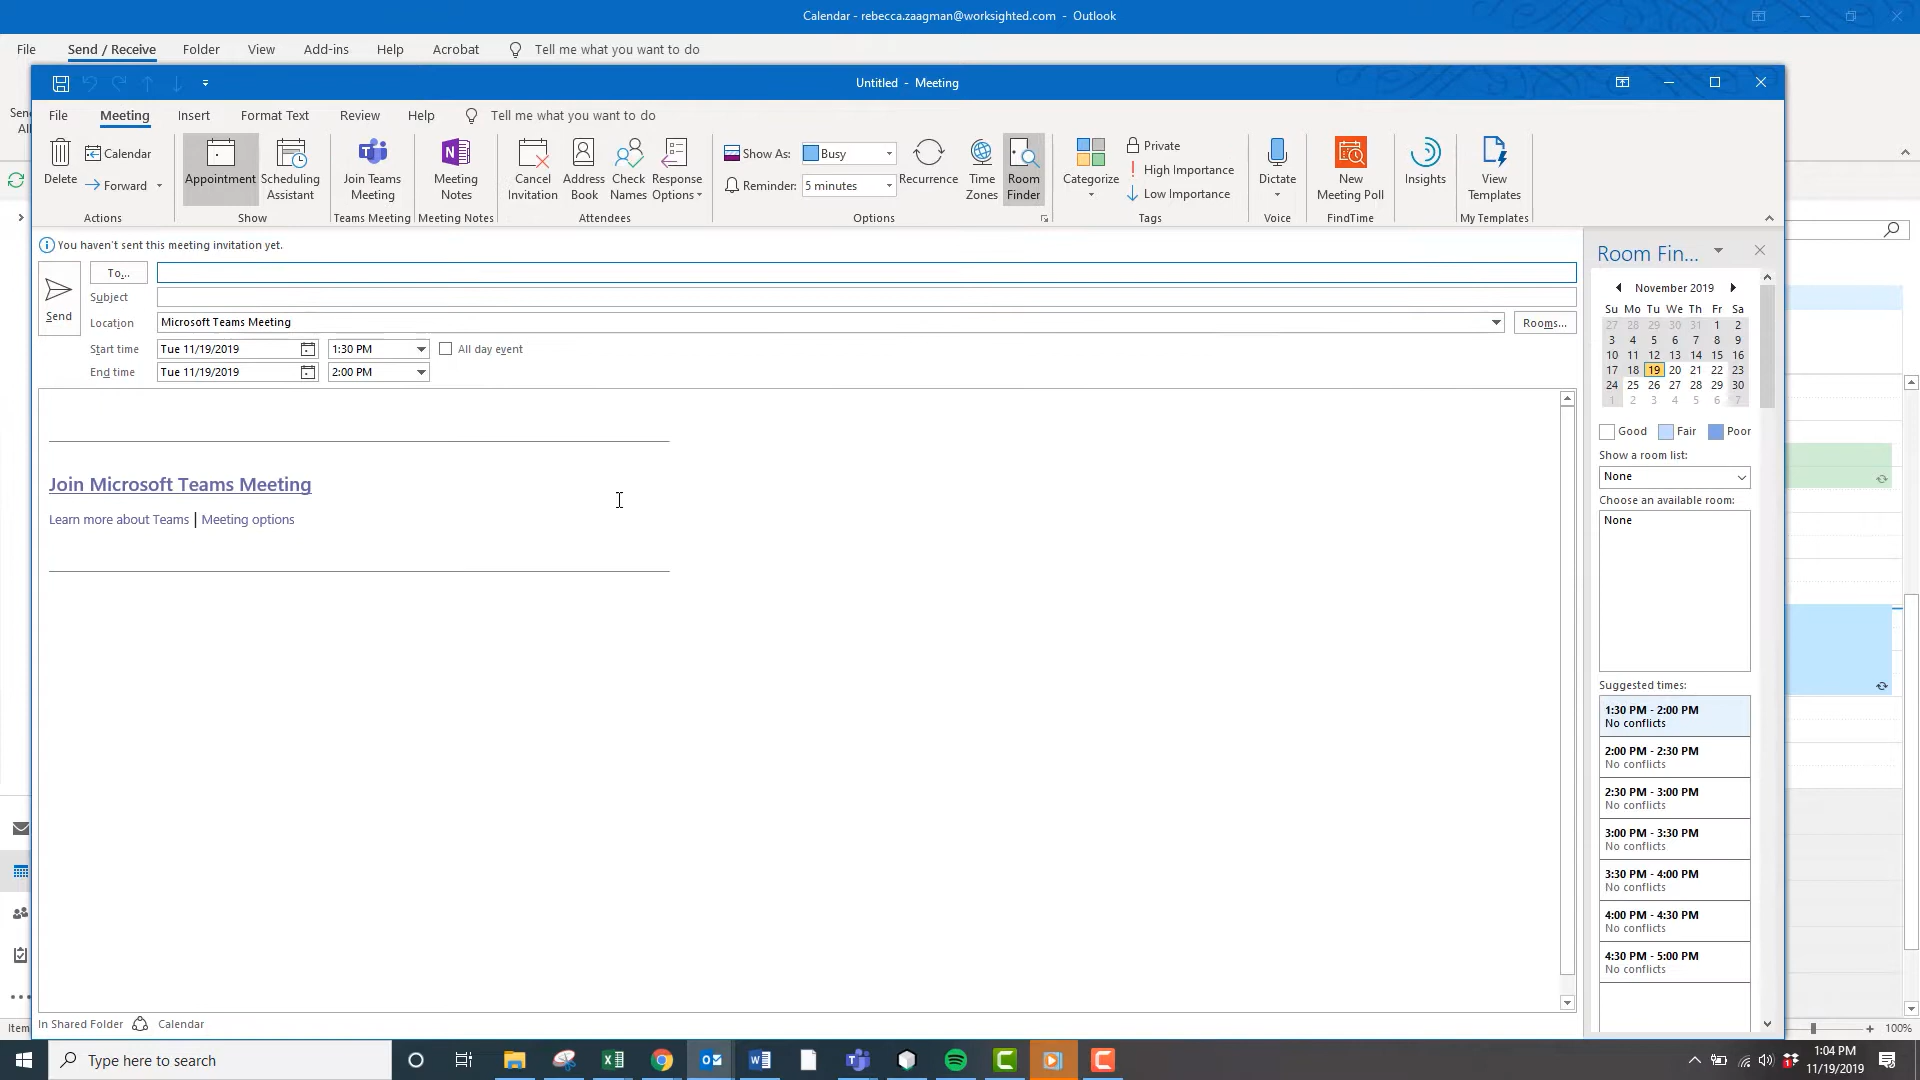 Calendar - rebecca.zaagman@worksighted.com - Outlook
File Send / Receive Folder View Add-ins Help Acrobat Tell me what you want to do
Untitled - Meeting
File Meeting Insert Format Text Review Help Tell me what you want to do
Delete
Calendar
Forward
Actions
Appointment
Scheduling
Assistant
Show
Join Teams
Meeting
Teams Meeting
Meeting
Notes
Meeting Notes
Cancel
Invitation
Address
Book
Check
Names
Response
Options
Attendees
Show As: Busy
Reminder: 5 minutes
Recurrence
Time
Zones
Room
Finder
Options
Categorize
Private
High Importance
Low Importance
Tags
Dictate
Voice
New
Meeting Poll
FindTime
Insights
View
Templates
My Templates
You haven't sent this meeting invitation yet.
Send
To...
Subject
Location Microsoft Teams Meeting Rooms...
Start time Tue 11/19/2019 1:30 PM All day event
End time Tue 11/19/2019 2:00 PM
Join Microsoft Teams Meeting
Learn more about Teams | Meeting options
Room Fin...
November 2019
Su Mo Tu We Th Fr Sa
27 28 29 30 31 1 2
3 4 5 6 7 8 9
10 11 12 13 14 15 16
17 18 19 20 21 22 23
24 25 26 27 28 29 30
1 2 3 4 5 6 7
Good Fair Poor
Show a room list:
None
Choose an available room:
None
Suggested times:
1:30 PM - 2:00 PM
No conflicts
2:00 PM - 2:30 PM
No conflicts
2:30 PM - 3:00 PM
No conflicts
3:00 PM - 3:30 PM
No conflicts
3:30 PM - 4:00 PM
No conflicts
4:00 PM - 4:30 PM
No conflicts
4:30 PM - 5:00 PM
No conflicts
In Shared Folder Calendar
100%
Type here to search
1:04 PM
11/19/2019